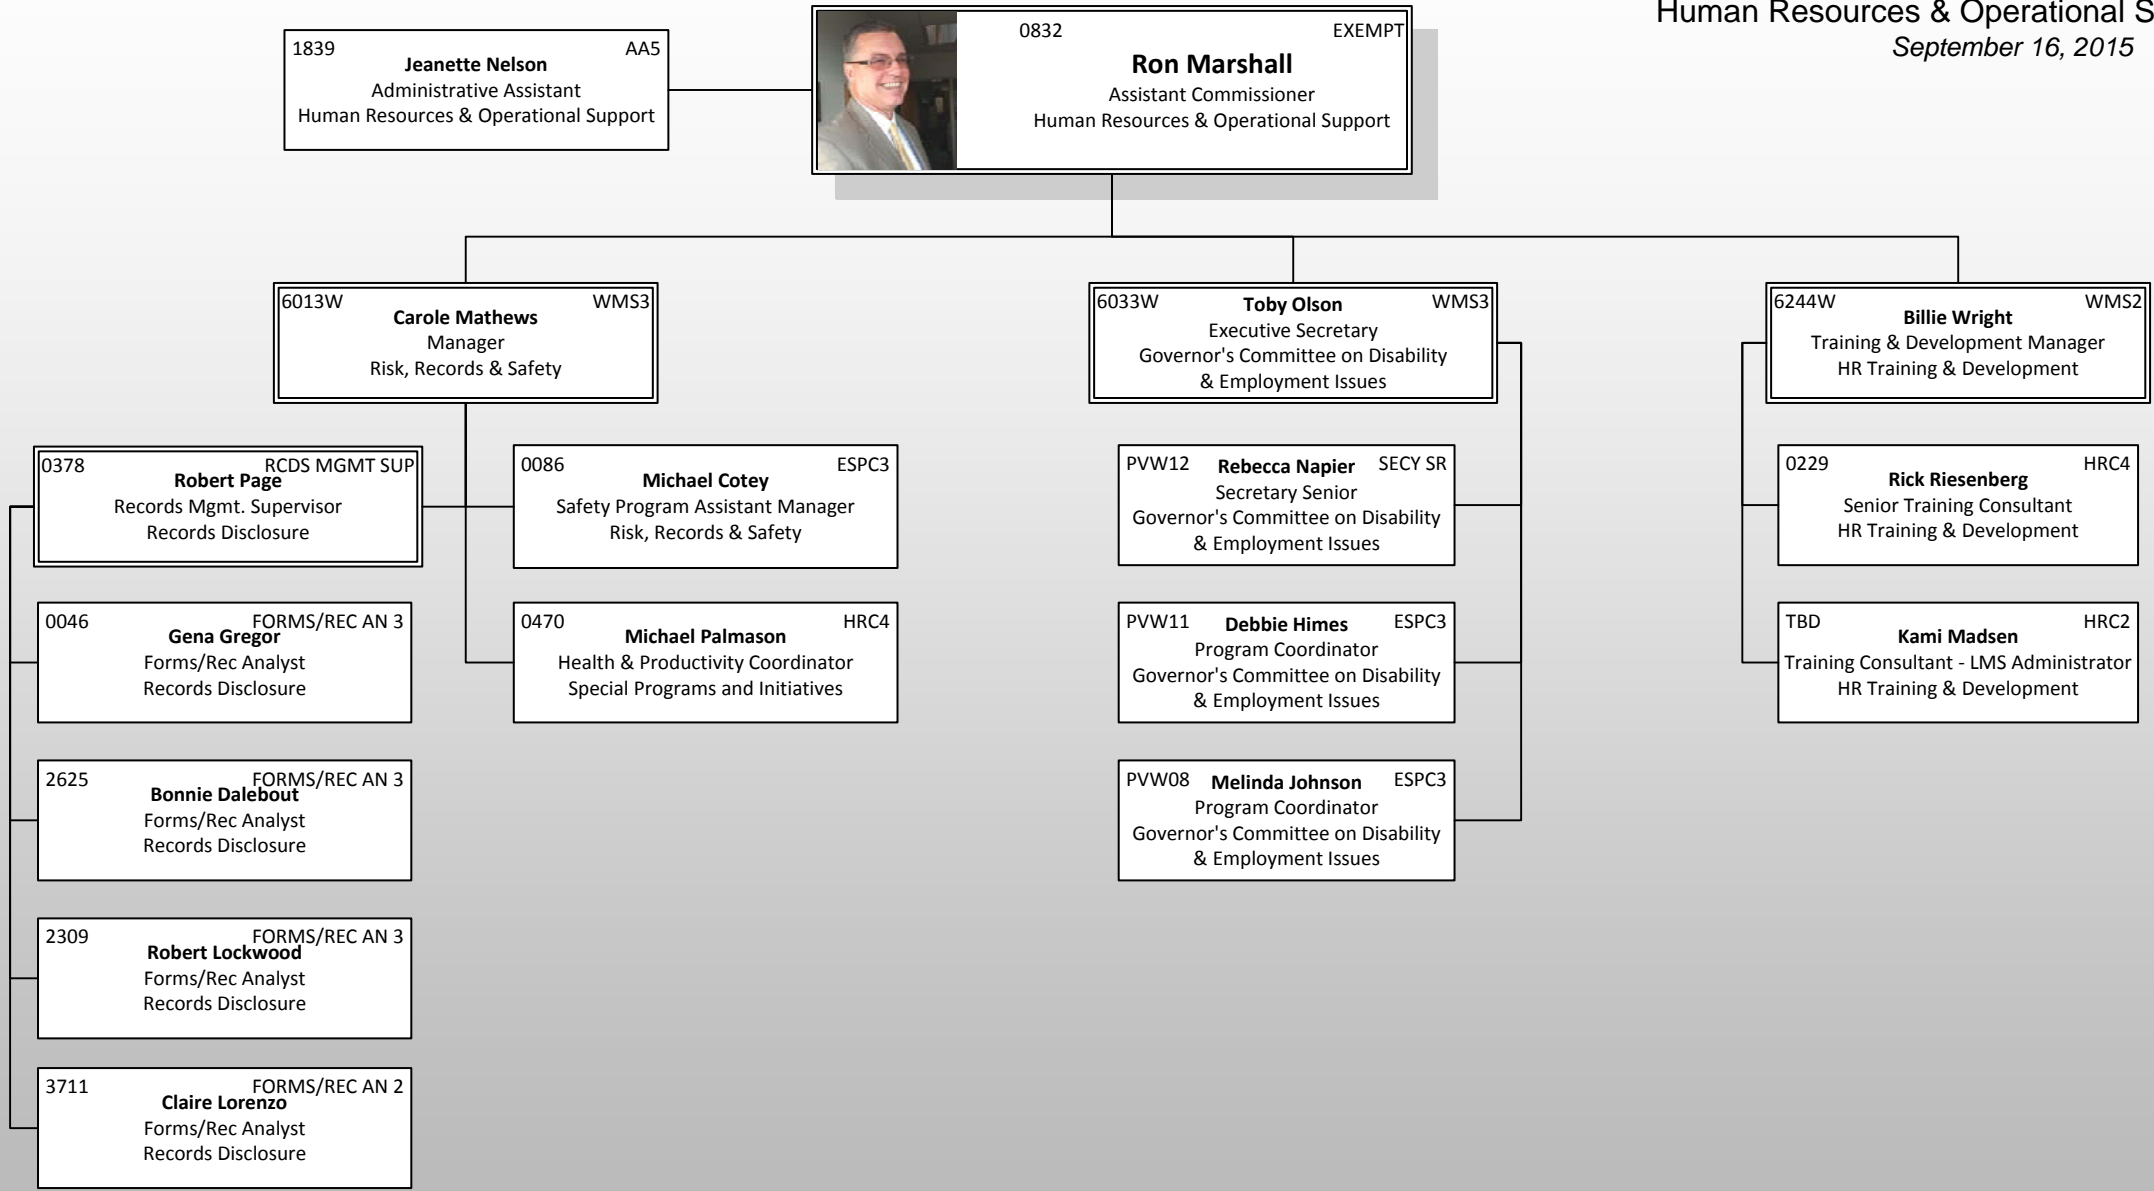 Human Resources & Operational S
September 16, 2015
1839 AA5
Jeanette Nelson
Administrative Assistant
Human Resources & Operational Support
0832 EXEMPT
Ron Marshall
Assistant Commissioner
Human Resources & Operational Support
6013W WMS3
Carole Mathews
Manager
Risk, Records & Safety
6033W Toby Olson WMS3
Executive Secretary
Governor's Committee on Disability
& Employment Issues
6244W WMS2
Billie Wright
Training & Development Manager
HR Training & Development
0378 RCDS MGMT SUP
Robert Page
Records Mgmt. Supervisor
Records Disclosure
0086 ESPC3
Michael Cotey
Safety Program Assistant Manager
Risk, Records & Safety
PVW12 Rebecca Napier SECY SR
Secretary Senior
Governor's Committee on Disability
& Employment Issues
0229 HRC4
Rick Riesenberg
Senior Training Consultant
HR Training & Development
0046 FORMS/REC AN 3
Gena Gregor
Forms/Rec Analyst
Records Disclosure
0470 HRC4
Michael Palmason
Health & Productivity Coordinator
Special Programs and Initiatives
PVW11 Debbie Himes ESPC3
Program Coordinator
Governor's Committee on Disability
& Employment Issues
TBD HRC2
Kami Madsen
Training Consultant - LMS Administrator
HR Training & Development
2625 FORMS/REC AN 3
Bonnie Dalebout
Forms/Rec Analyst
Records Disclosure
PVW08 Melinda Johnson ESPC3
Program Coordinator
Governor's Committee on Disability
& Employment Issues
2309 FORMS/REC AN 3
Robert Lockwood
Forms/Rec Analyst
Records Disclosure
3711 FORMS/REC AN 2
Claire Lorenzo
Forms/Rec Analyst
Records Disclosure